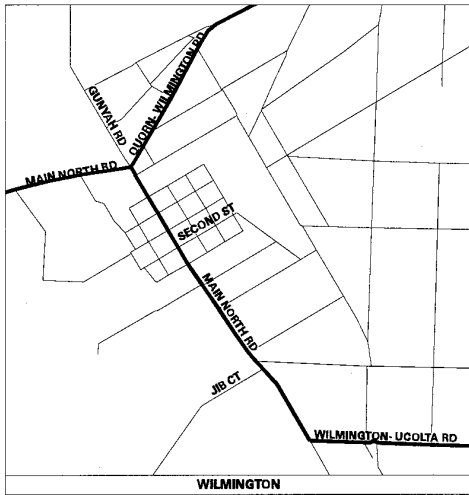 GUNYAH RD
QUORN- WILMINGTON RD
MAIN NORTH RD
SECOND ST
MAIN NORTH RD
JIB CT
WILMINGTON- UCOLTA RD
WILMINGTON